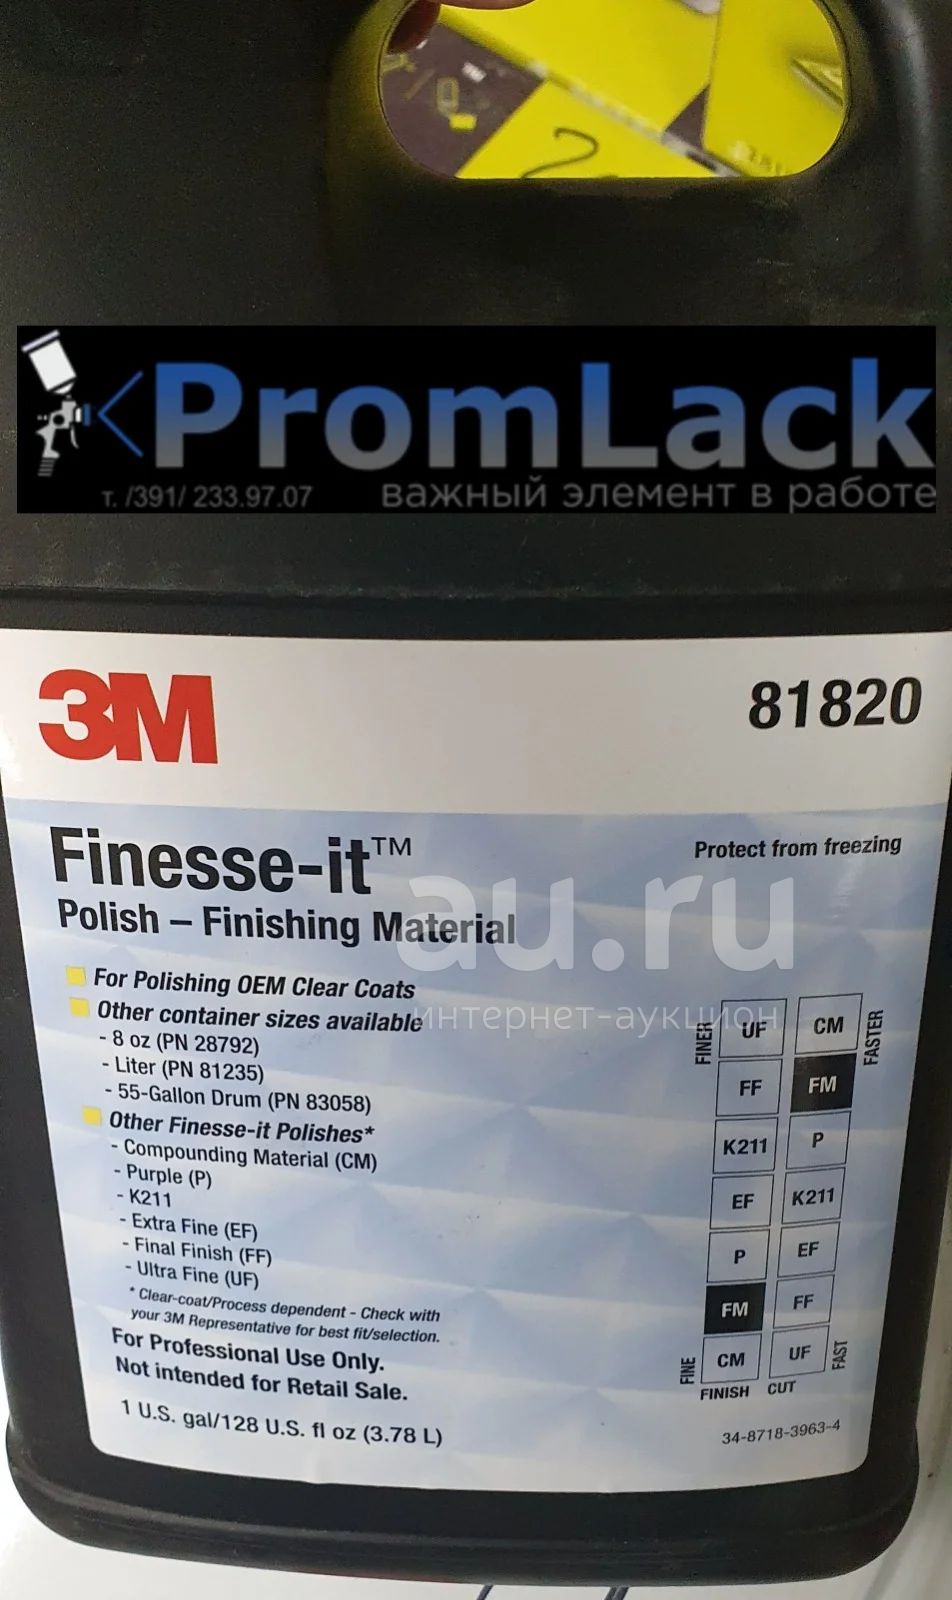 ™
2
PromLack
т. /391/ 233.97.07
важный элемент в работе
3M
81820
Finesse-it™
Protect from freezing
Polish – Finishing Material
au.ru
интернет-аукцион
For Polishing OEM Clear Coats
Other container sizes available
- 8 oz (PN 28792)
- Liter (PN 81235)
- 55-Gallon Drum (PN 83058)
Other Finesse-it Polishes*
- Compounding Material (CM)
- Purple (P)
- K211
- Extra Fine (EF)
- Final Finish (FF)
- Ultra Fine (UF)
* Clear-coat/Process dependent - Check with
your 3M Representative for best fit/selection.
For Professional Use Only.
Not intended for Retail Sale.
1 U.S. gal/128 U.S. fl oz (3.78 L)
FINER
UF CM
FASTER
FF FM
K211 P
EF K211
P EF
FM FF
FINE
CM UF
FAST
FINISH CUT
34-8718-3963-4